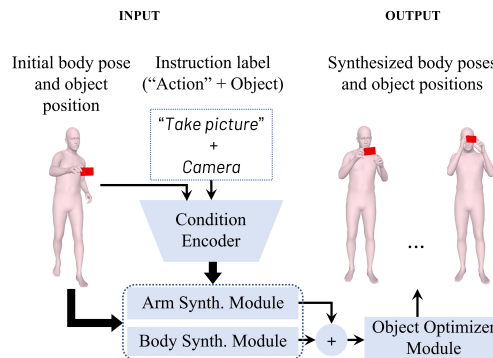 INPUT
OUTPUT
Initial body pose
and object
position
Instruction label
(“Action” + Object)
Synthesized body poses
and object positions
“Take picture”
+
Camera
Condition
Encoder
...
Arm Synth. Module
Body Synth. Module
+
Object Optimizer
Module